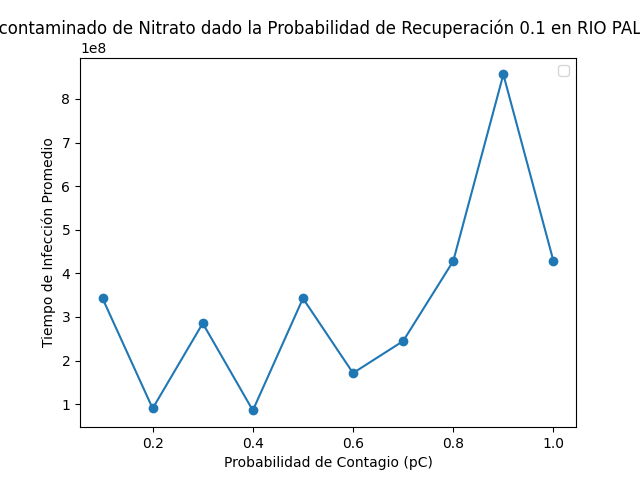 contaminado de Nitrato dado la Probabilidad de Recuperación 0.1 en RIO PAL
1e8
8
7
6
5
4
3
2
1
Tiempo de Infección Promedio
0.2 0.4 0.6 0.8 1.0
Probabilidad de Contagio (pC)